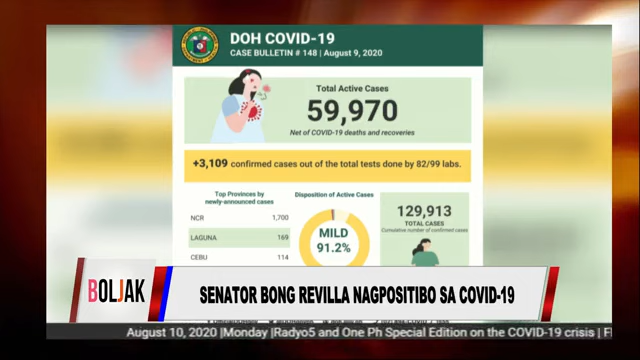 DOH COVID-19
CASE BULLETIN # 148 | August 9, 2020
Total Active Cases
59,970
Net of COVID-19 deaths and recoveries
+3,109 confirmed cases out of the total tests done by 82/99 labs.
Top Provinces by
newly-announced cases
NCR 1,700
LAGUNA 169
CEBU 114
Disposition of Active Cases
MILD
91.2%
129,913
TOTAL CASES
Cumulative number of confirmed cases
BOLJAK
SENATOR BONG REVILLA NAGPOSITIBO SA COVID-19
August 10, 2020 |Monday |Radyo5 and One Ph Special Edition on the COVID-19 crisis | F